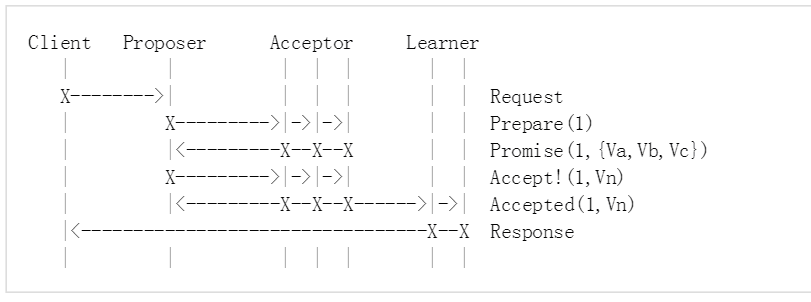 Client   Proposer      Acceptor     Learner
   |         |          |  |  |       |  |
   X-------->|          |  |  |       |  |  Request
   |         X--------->|->|->|       |  |  Prepare(1)
   |         |<---------X--X--X       |  |  Promise(1,{Va,Vb,Vc})
   |         X--------->|->|->|       |  |  Accept!(1,Vn)
   |         |<---------X--X--X------>|->|  Accepted(1,Vn)
   |<---------------------------------X--X  Response
   |         |          |  |  |       |  |